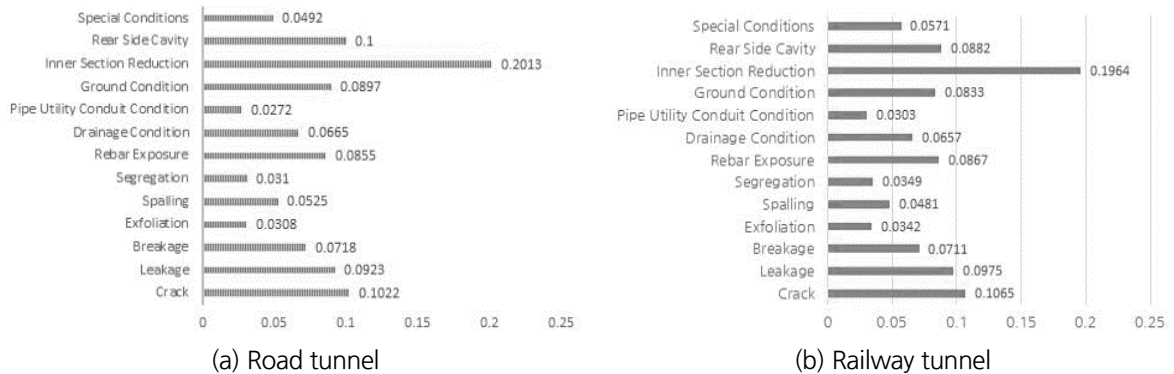 Special Conditions 0.0492
Rear Side Cavity 0.1
Inner Section Reduction 0.2013
Ground Condition 0.0897
Pipe Utility Conduit Condition 0.0272
Drainage Condition 0.0665
Rebar Exposure 0.0855
Segregation 0.031
Spalling 0.0525
Exfoliation 0.0308
Breakage 0.0718
Leakage 0.0923
Crack 0.1022
0 0.05 0.1 0.15 0.2 0.25
(a) Road tunnel
Special Conditions 0.0571
Rear Side Cavity 0.0882
Inner Section Reduction 0.1964
Ground Condition 0.0833
Pipe Utility Conduit Condition 0.0303
Drainage Condition 0.0657
Rebar Exposure 0.0867
Segregation 0.0349
Spalling 0.0481
Exfoliation 0.0342
Breakage 0.0711
Leakage 0.0975
Crack 0.1065
0 0.05 0.1 0.15 0.2 0.25
(b) Railway tunnel